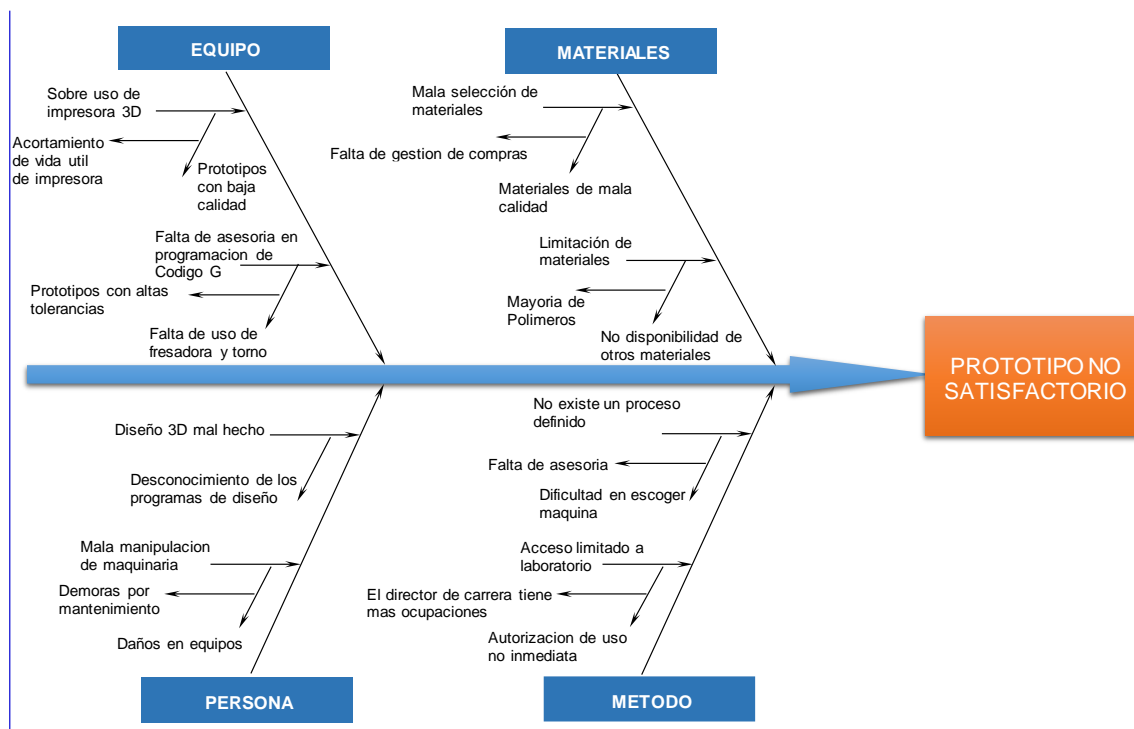 EQUIPO
MATERIALES
Sobre uso de
impresora 3D
Acortamiento
de vida util
de impresora
Prototipos
con baja
calidad
Falta de asesoria en
programacion de
Codigo G
Prototipos con altas
tolerancias
Falta de uso de
fresadora y torno
Mala selección de
materiales
Falta de gestion de compras
Materiales de mala
calidad
Limitación de
materiales
Mayoria de
Polimeros
No disponibilidad de
otros materiales
PROTOTIPO NO
SATISFACTORIO
Diseño 3D mal hecho
Desconocimiento de los
programas de diseño
Mala manipulacion
de maquinaria
Demoras por
mantenimiento
Daños en equipos
No existe un proceso
definido
Falta de asesoria
Dificultad en escoger
maquina
Acceso limitado a
laboratorio
El director de carrera tiene
mas ocupaciones
Autorizacion de uso
no inmediata
PERSONA
METODO